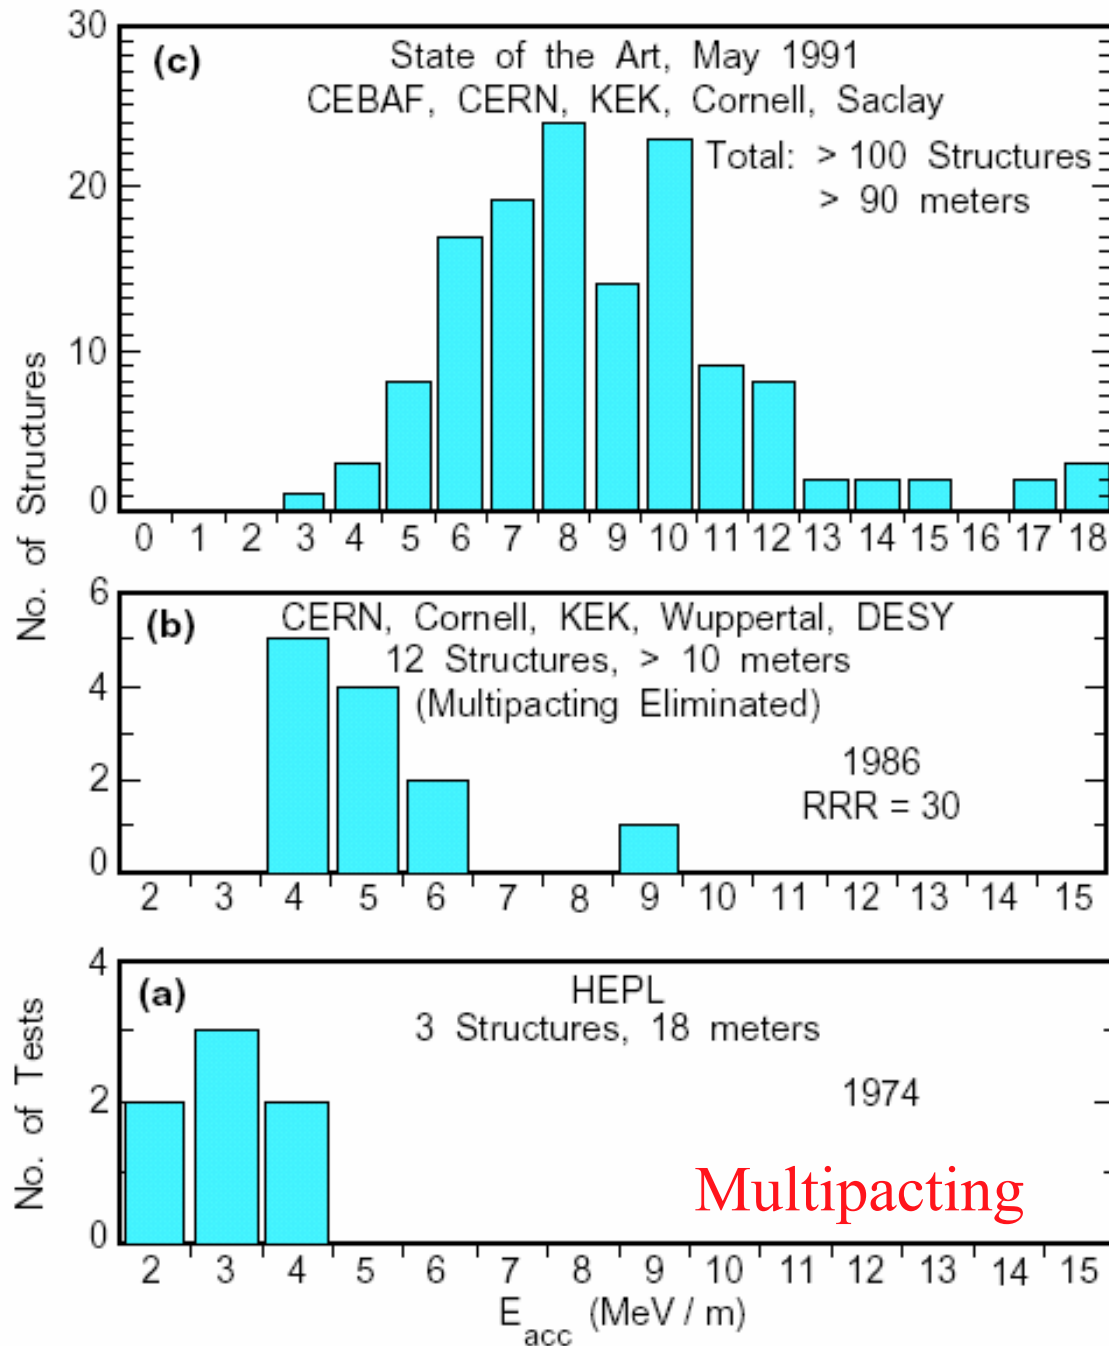 30
(c)
State of the Art, May 1991
CEBAF, CERN, KEK, Cornell, Saclay
Total: > 100 Structures
> 90 meters
20
10
0
0 1 2 3 4 5 6 7 8 9 10 11 12 13 14 15 16 17 18
No. of Structures
6
(b)
CERN, Cornell, KEK, Wuppertal, DESY
12 Structures, > 10 meters
(Multipacting Eliminated)
4
1986
2
RRR = 30
0
2 3 4 5 6 7 8 9 10 11 12 13 14 15
4
(a)
HEPL
3 Structures, 18 meters
1974
2
Multipacting
0
No. of Tests
2 3 4 5 6 7 8 9 10 11 12 13 14 15
E acc (MeV / m)